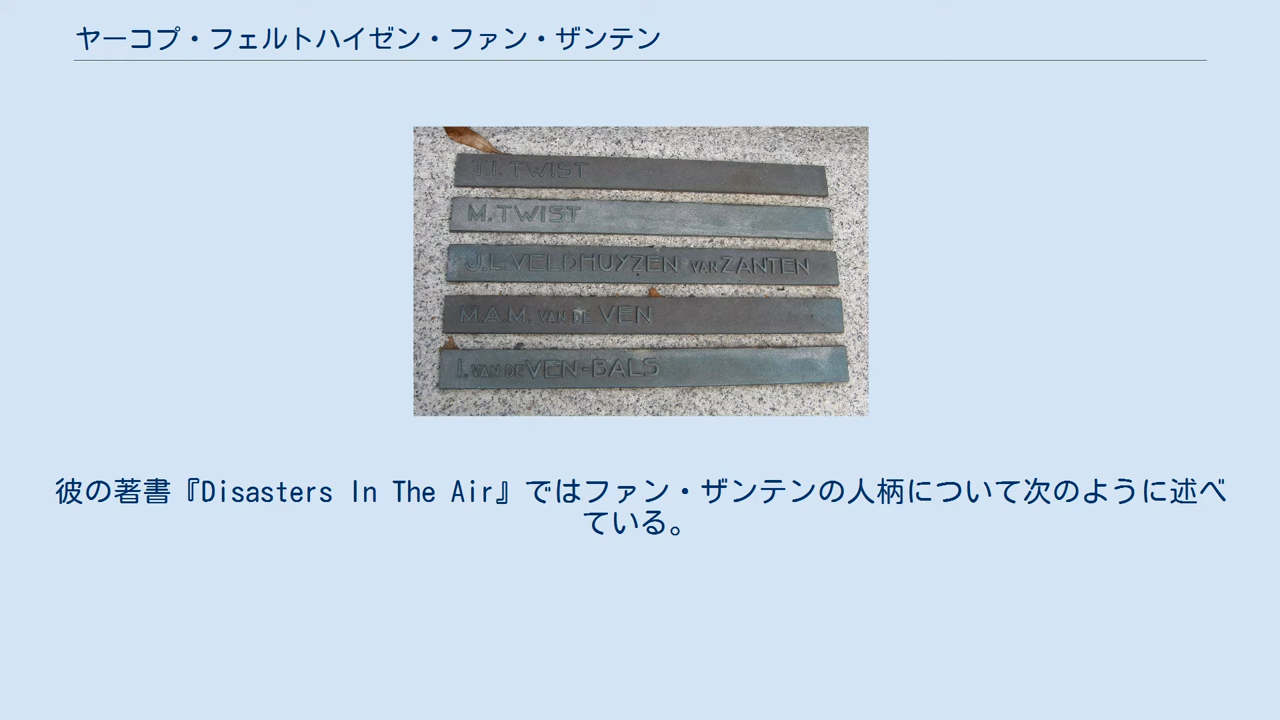 ヤーコプ・フェルトハイゼン・ファン・ザンテン
T.I. TWIST
M. TWIST
J.L. VELDHUYZEN VAN ZANTEN
M.A.M. VAN DE VEN
I. VAN DE VEN-BALS
彼の著書『Disasters In The Air』ではファン・ザンテンの人柄について次のように述べ
ている。